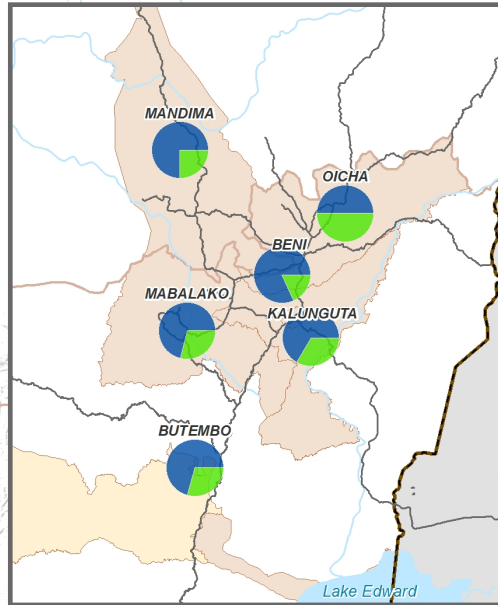 MANDIMA
OICHA
BENI
MABALAKO
KALUNGUTA
BUTEMBO
Lake Edward